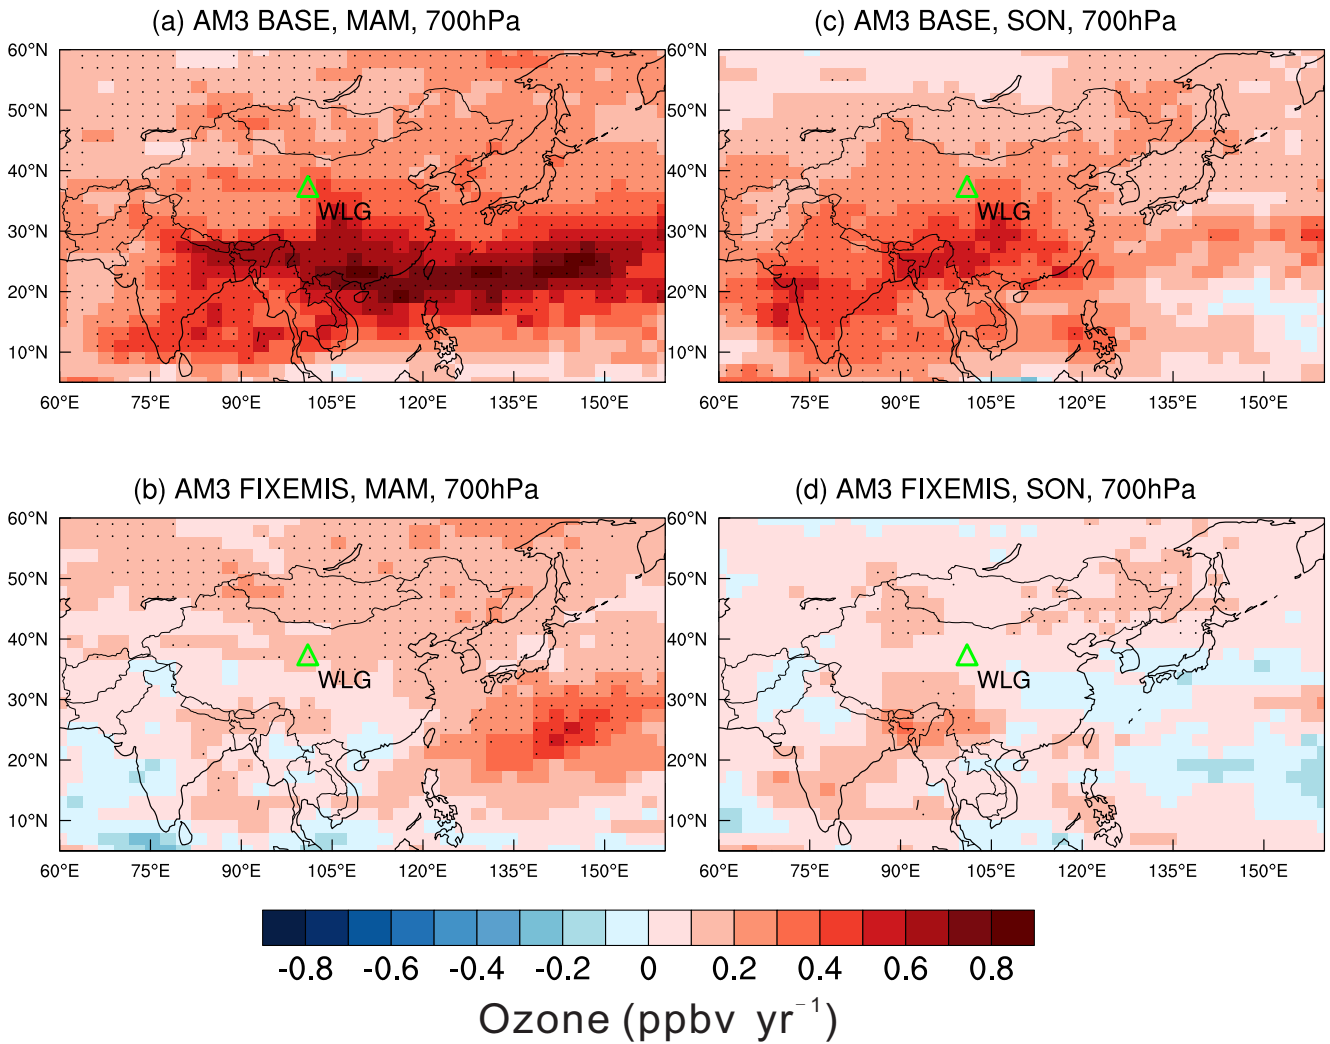 (a) AM3 BASE, MAM, 700hPa
60°N
50°N
40°N
30°N
20°N
10°N
WLG
60°E 75°E 90°E 105°E 120°E 135°E 150°E
(c) AM3 BASE, SON, 700hPa
60°N
50°N
40°N
30°N
20°N
10°N
WLG
60°E 75°E 90°E 105°E 120°E 135°E 150°E
(b) AM3 FIXEMIS, MAM, 700hPa
60°N
50°N
40°N
30°N
20°N
10°N
WLG
60°E 75°E 90°E 105°E 120°E 135°E 150°E
(d) AM3 FIXEMIS, SON, 700hPa
60°N
50°N
40°N
30°N
20°N
10°N
WLG
60°E 75°E 90°E 105°E 120°E 135°E 150°E
-0.8 -0.6 -0.4 -0.2 0 0.2 0.4 0.6 0.8
Ozone (ppbv yr⁻¹)